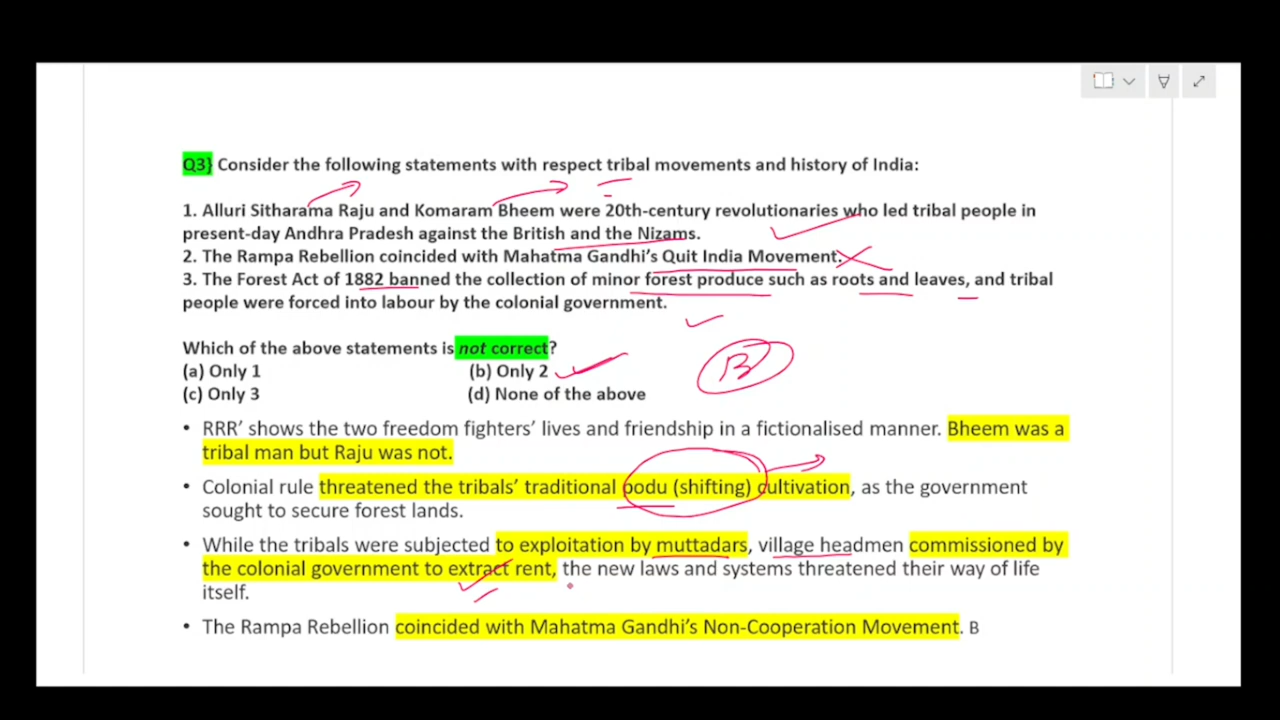 Q3} Consider the following statements with respect tribal movements and history of India:
1. Alluri Sitharama Raju and Komaram Bheem were 20th-century revolutionaries who led tribal people in
present-day Andhra Pradesh against the British and the Nizams.
2. The Rampa Rebellion coincided with Mahatma Gandhi's Quit India Movement.
3. The Forest Act of 1882 banned the collection of minor forest produce such as roots and leaves, and tribal
people were forced into labour by the colonial government.
Which of the above statements is not correct?
(a) Only 1 (b) Only 2
(c) Only 3 (d) None of the above
B
• RRR' shows the two freedom fighters' lives and friendship in a fictionalised manner. Bheem was a
tribal man but Raju was not.
• Colonial rule threatened the tribals' traditional podu (shifting) cultivation, as the government
sought to secure forest lands.
• While the tribals were subjected to exploitation by muttadars, village headmen commissioned by
the colonial government to extract rent, the new laws and systems threatened their way of life
itself.
• The Rampa Rebellion coincided with Mahatma Gandhi's Non-Cooperation Movement. B